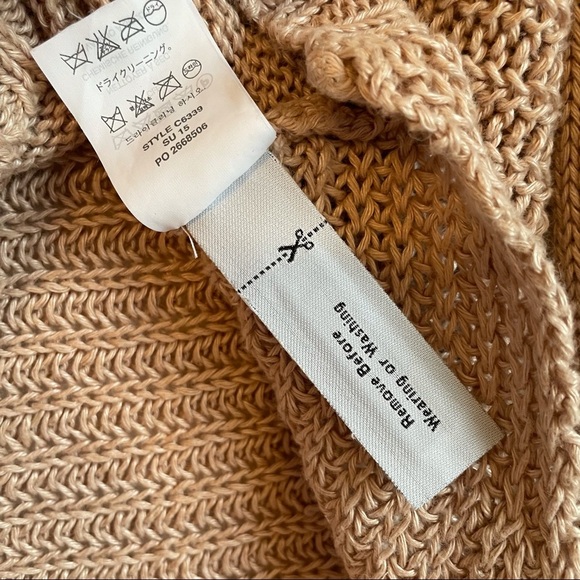 ドライクリーニング。
드라이클리닝 하시오
STYLE C6339
SU 15
PO 2668506
Remove Before
Wearing or Washing